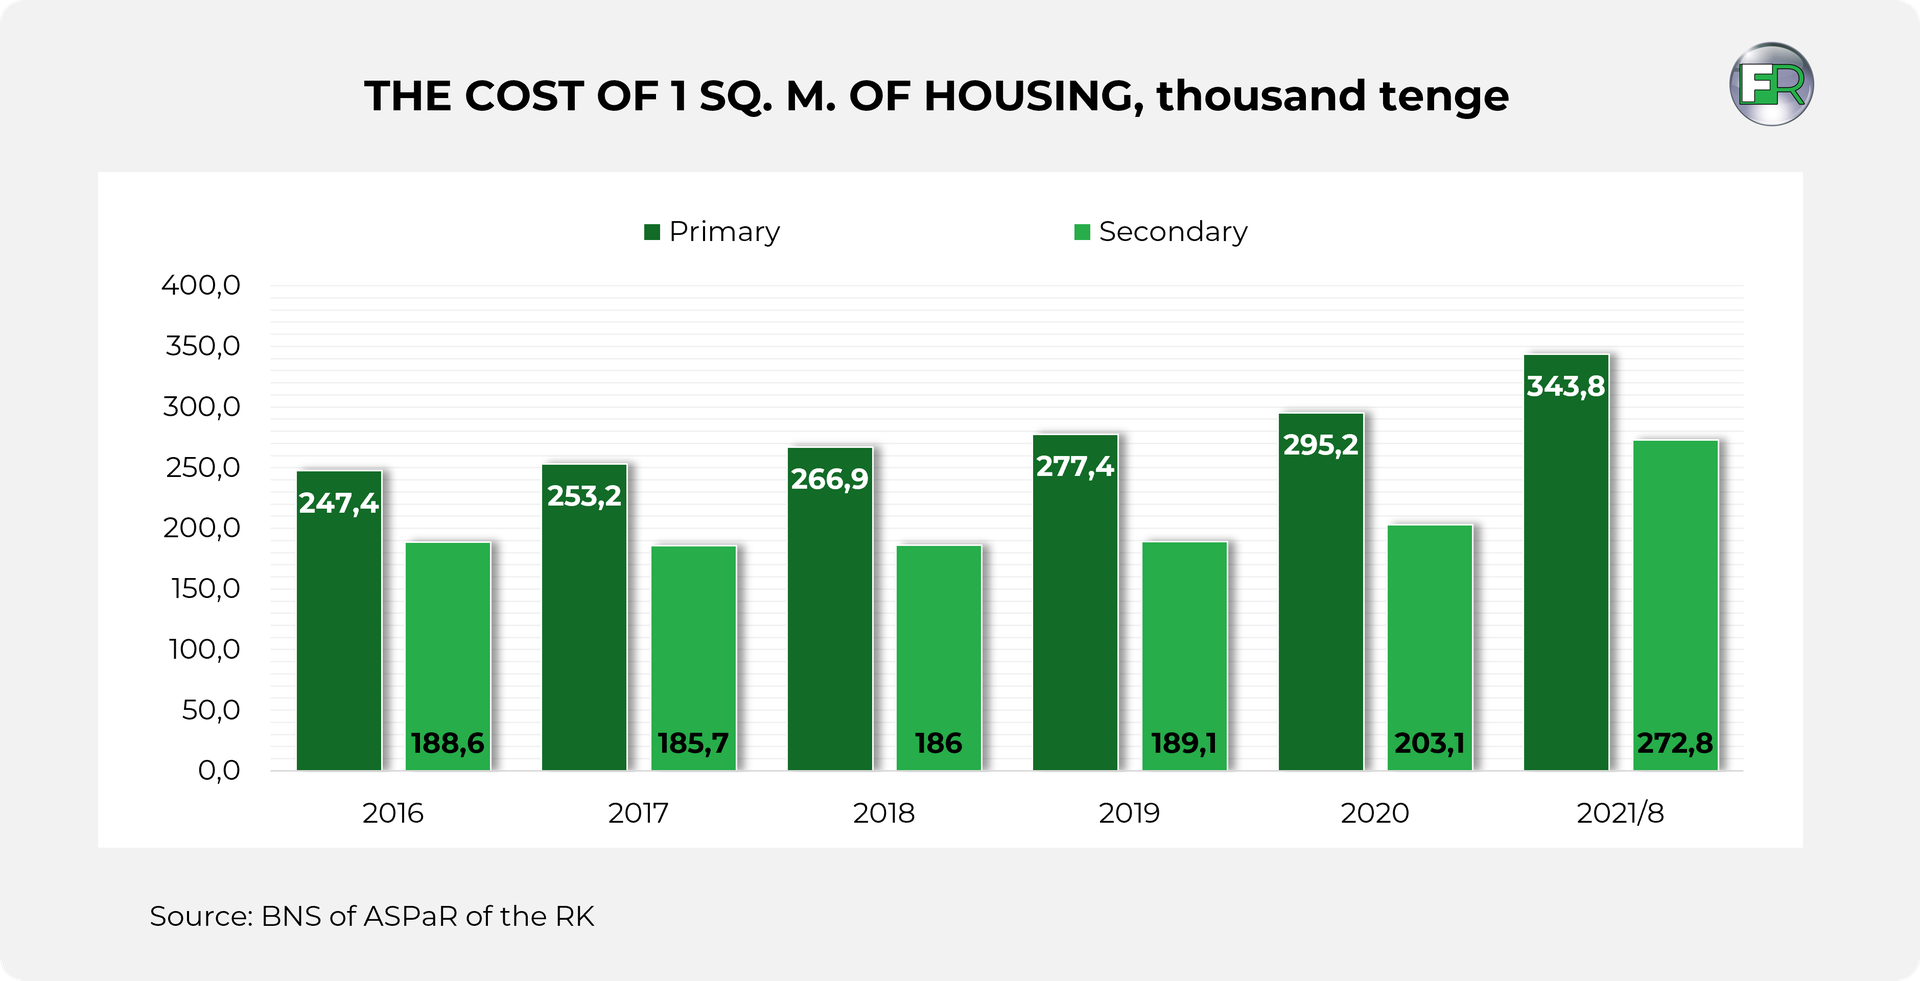 THE COST OF 1 SQ. M. OF HOUSING, thousand tenge
FR
Primary Secondary
400,0
350,0
300,0
250,0
200,0
150,0
100,0
50,0
0,0
247,4 253,2 266,9 277,4 295,2 343,8
188,6 185,7 186 189,1 203,1 272,8
2016 2017 2018 2019 2020 2021/8
Source: BNS of ASPaR of the RK